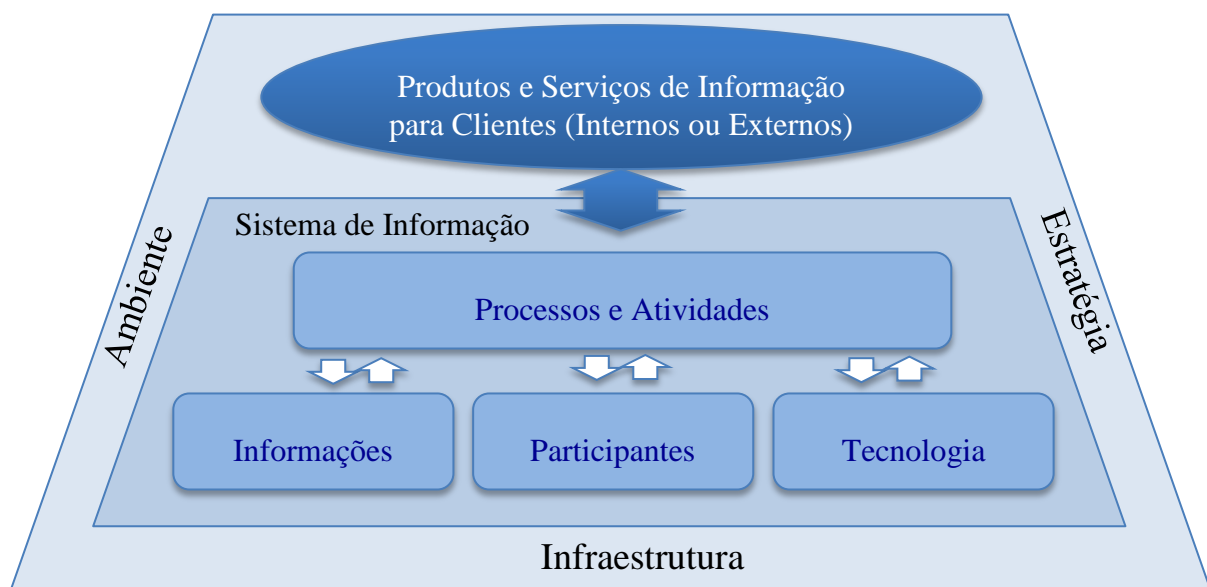 Produtos e Serviços de Informação
para Clientes (Internos ou Externos)
Sistema de Informação
Ambiente
Estratégia
Processos e Atividades
Informações
Participantes
Tecnologia
Infraestrutura